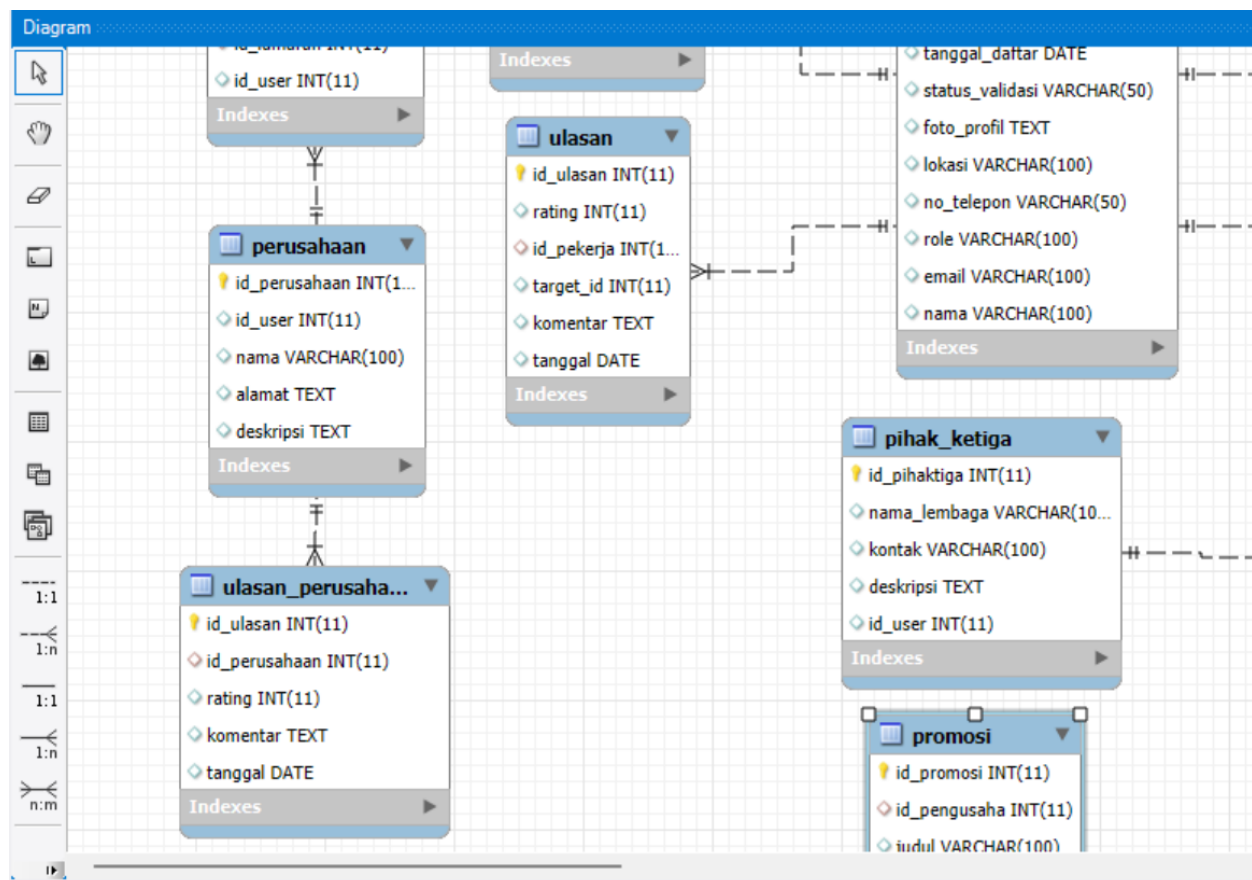 Diagram
id_lamaran INT(11)
id_user INT(11)
Indexes
perusahaan
id_perusahaan INT(1...
id_user INT(11)
nama VARCHAR(100)
alamat TEXT
deskripsi TEXT
Indexes
ulasan_perusaha...
id_ulasan INT(11)
id_perusahaan INT(11)
rating INT(11)
komentar TEXT
tanggal DATE
Indexes
Indexes
ulasan
id_ulasan INT(11)
rating INT(11)
id_pekerja INT(1...
target_id INT(11)
komentar TEXT
tanggal DATE
Indexes
tanggal_daftar DATE
status_validasi VARCHAR(50)
foto_profil TEXT
lokasi VARCHAR(100)
no_telepon VARCHAR(50)
role VARCHAR(100)
email VARCHAR(100)
nama VARCHAR(100)
Indexes
pihak_ketiga
id_pihaktiga INT(11)
nama_lembaga VARCHAR(10...
kontak VARCHAR(100)
deskripsi TEXT
id_user INT(11)
Indexes
promosi
id_promosi INT(11)
id_pengusaha INT(11)
judul VARCHAR(100)
1:1
1:n
1:1
1:n
n:m